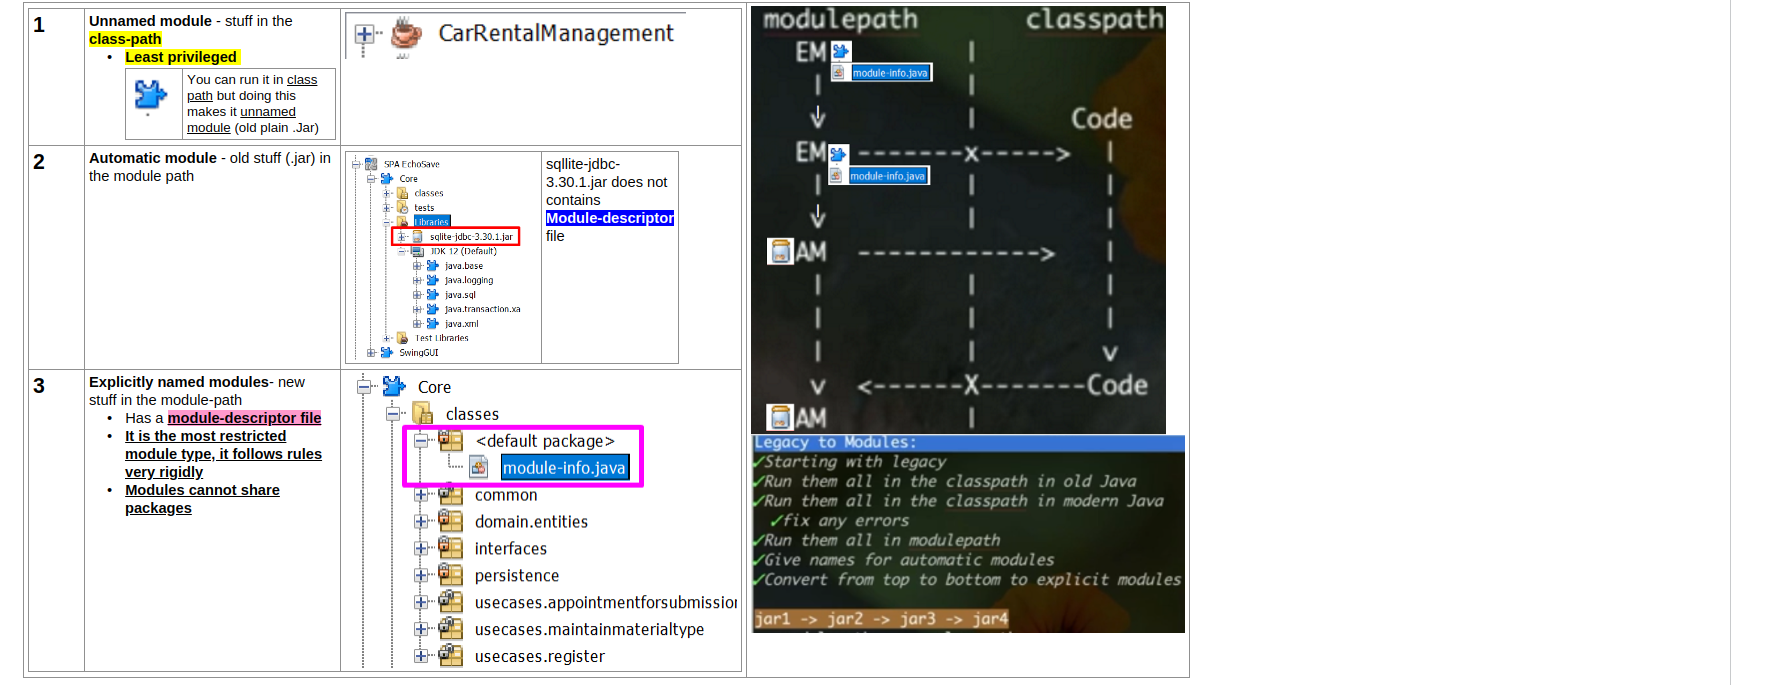 1
Unnamed module - stuff in the
class-path
• Least privileged
You can run it in class
path but doing this
makes it unnamed
module (old plain .Jar)
CarRentalManagement
2
Automatic module - old stuff (.jar) in
the module path
SPA EchoSave
Core
classes
tests
Libraries
sqlite-jdbc-3.30.1.jar
JDK 12 (Default)
java.base
java.logging
java.sql
java.transaction.xa
java.xml
Test Libraries
SwingGUI
sqllite-jdbc-
3.30.1.jar does not
contains
Module-descriptor
file
3
Explicitly named modules- new
stuff in the module-path
• Has a module-descriptor file
• It is the most restricted
module type, it follows rules
very rigidly
• Modules cannot share
packages
Core
classes
<default package>
module-info.java
common
domain.entities
interfaces
persistence
usecases.appointmentforsubmission
usecases.maintainmaterialtype
usecases.register
modulepath classpath
EM
module-info.java
Code
EM -------x----->
module-info.java
AM ------------->
v <------X-------Code
AM
Legacy to Modules:
✓Starting with legacy
✓Run them all in the classpath in old Java
✓Run them all in the classpath in modern Java
✓fix any errors
✓Run them all in modulepath
✓Give names for automatic modules
✓Convert from top to bottom to explicit modules
jar1 -> jar2 -> jar3 -> jar4